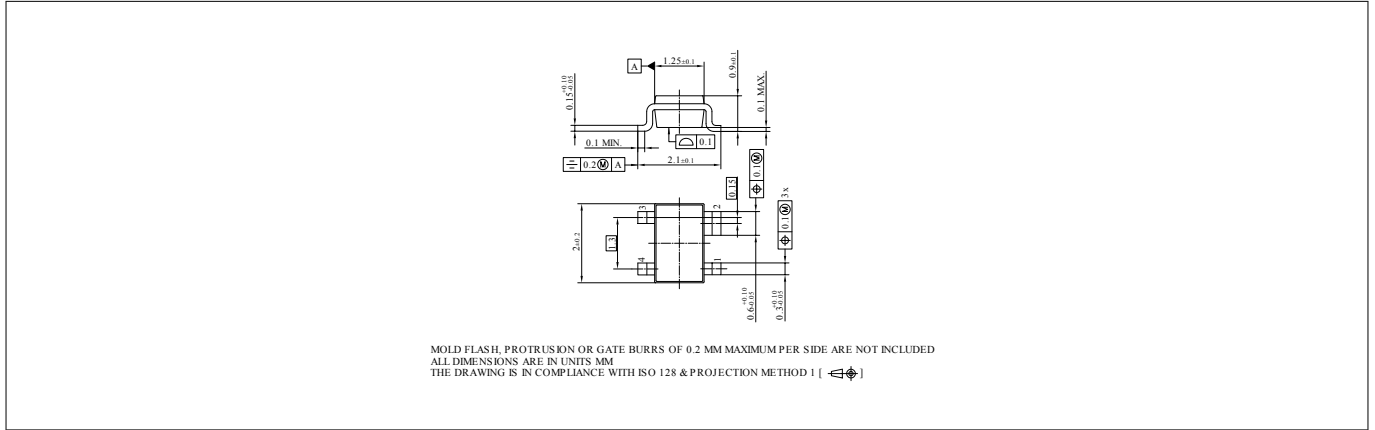 A
1.25±0.1
0.9±0.1
0.1 MAX.
0.15 +0.10 -0.05
0.1 MIN.
0.1
0.2 Ⓜ A
2.1±0.1
0.1 Ⓜ
0.1 Ⓜ 3x
0.15
3
2
2±0.2
1.3
4
1
0.6 +0.10 -0.05
0.3 +0.10 -0.05
MOLD FLASH, PROTRUSION OR GATE BURRS OF 0.2 MM MAXIMUM PER SIDE ARE NOT INCLUDED
ALL DIMENSIONS ARE IN UNITS MM
THE DRAWING IS IN COMPLIANCE WITH ISO 128 & PROJECTION METHOD 1 [ ]